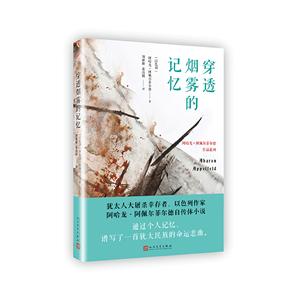 穿透
烟雾的
记忆
阿哈龙·阿佩尔菲尔德
作品系列
Aharon
Appelfeld
犹太人大屠杀幸存者、以色列作家
阿哈龙·阿佩尔菲尔德自传体小说
通过个人记忆，
谱写了一首犹太民族的命运悲曲。
人民文学出版社
穿透烟雾的记忆